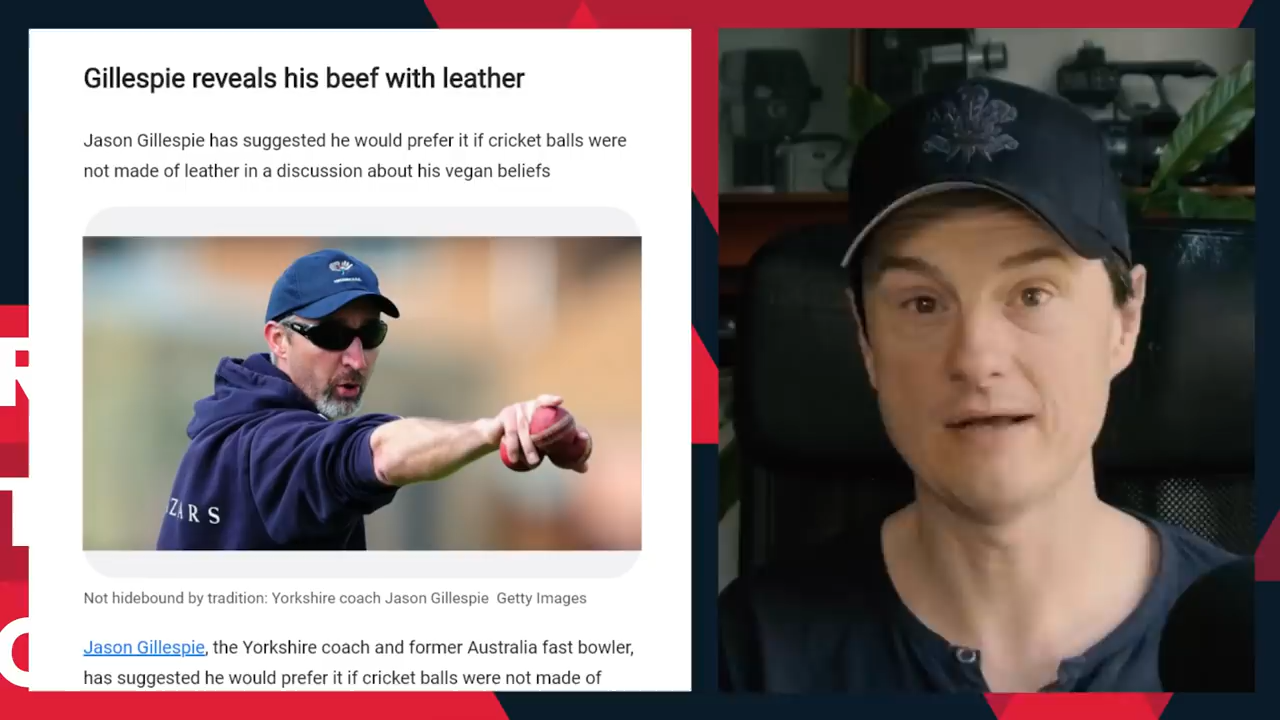 Gillespie reveals his beef with leather
Jason Gillespie has suggested he would prefer it if cricket balls were
not made of leather in a discussion about his vegan beliefs
ZARS
Not hidebound by tradition: Yorkshire coach Jason Gillespie Getty Images
Jason Gillespie, the Yorkshire coach and former Australia fast bowler,
has suggested he would prefer it if cricket balls were not made of